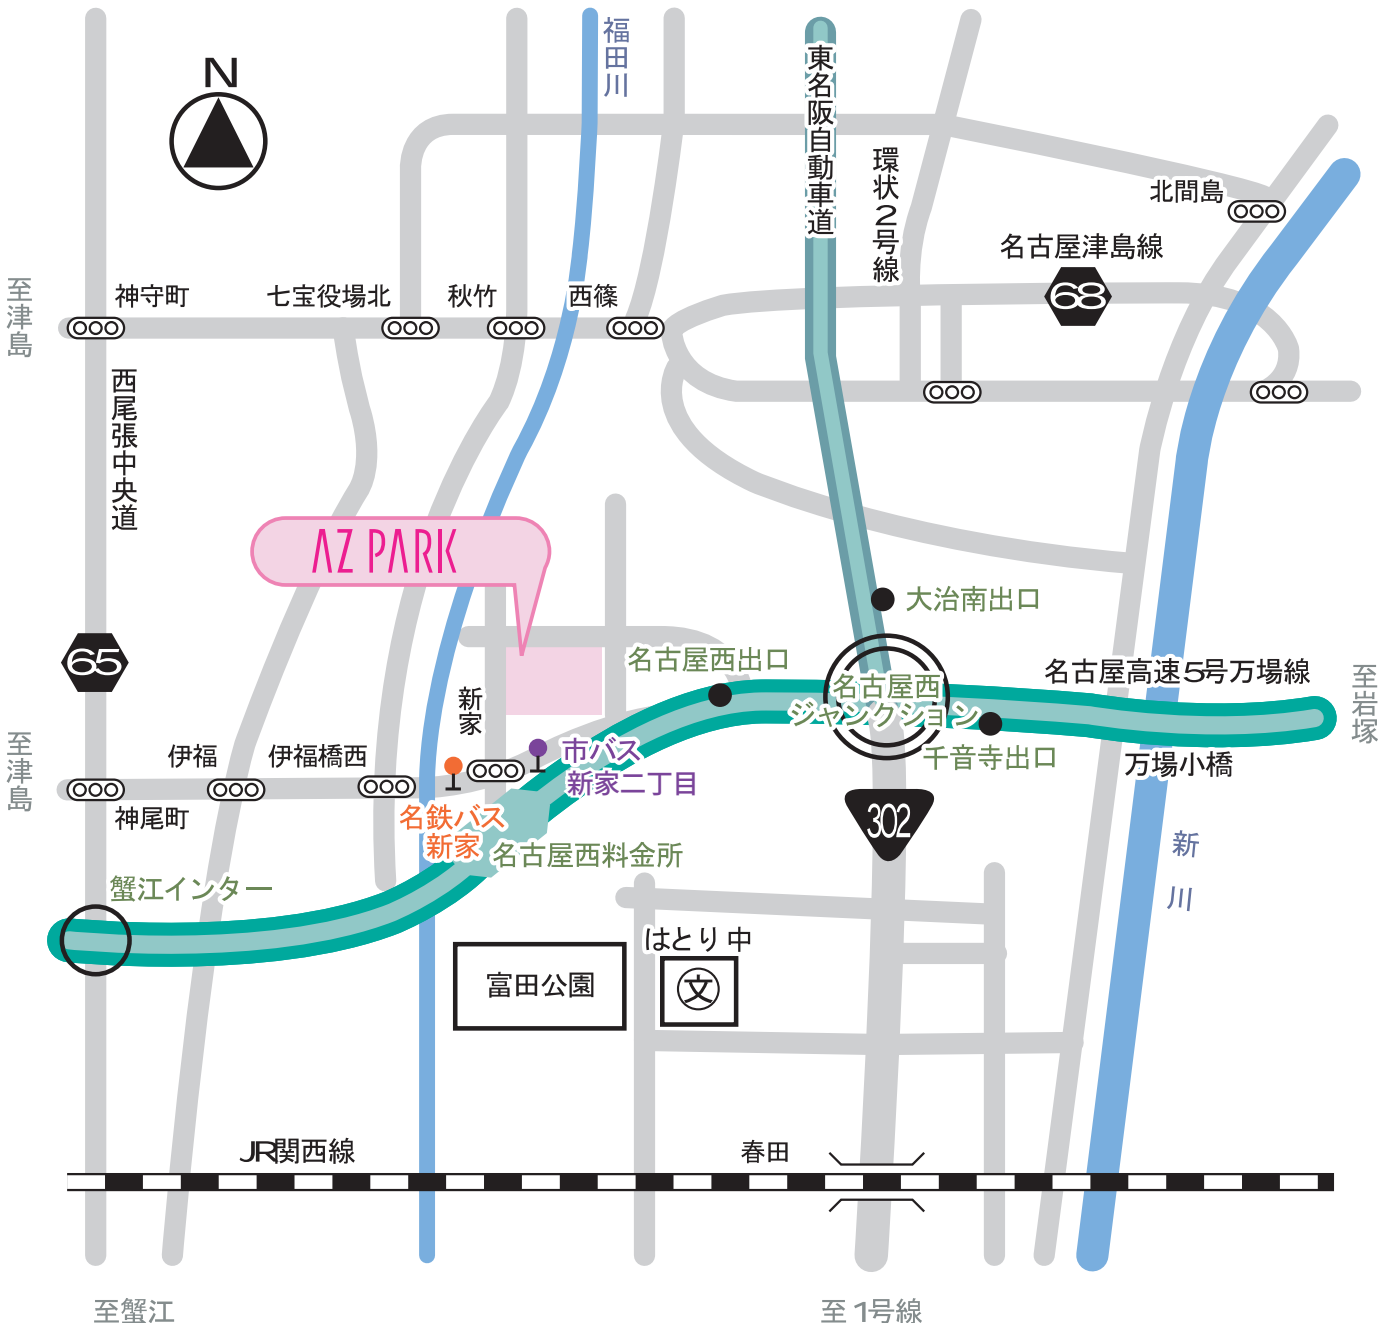 N
福田川
東名阪自動車道
環状2号線
北間島
名古屋津島線
68
至津島
神守町
七宝役場北
秋竹
西篠
西尾張中央道
AZ PARK
大治南出口
65
名古屋西出口
名古屋西
ジャンクション
名古屋高速5号万場線
至岩塚
新家
千音寺出口
万場小橋
至津島
伊福
伊福橋西
市バス
新家二丁目
神尾町
名鉄バス
新家
名古屋西料金所
302
新川
蟹江インター
はとり中
富田公園
文
JR関西線
春田
至蟹江
至1号線